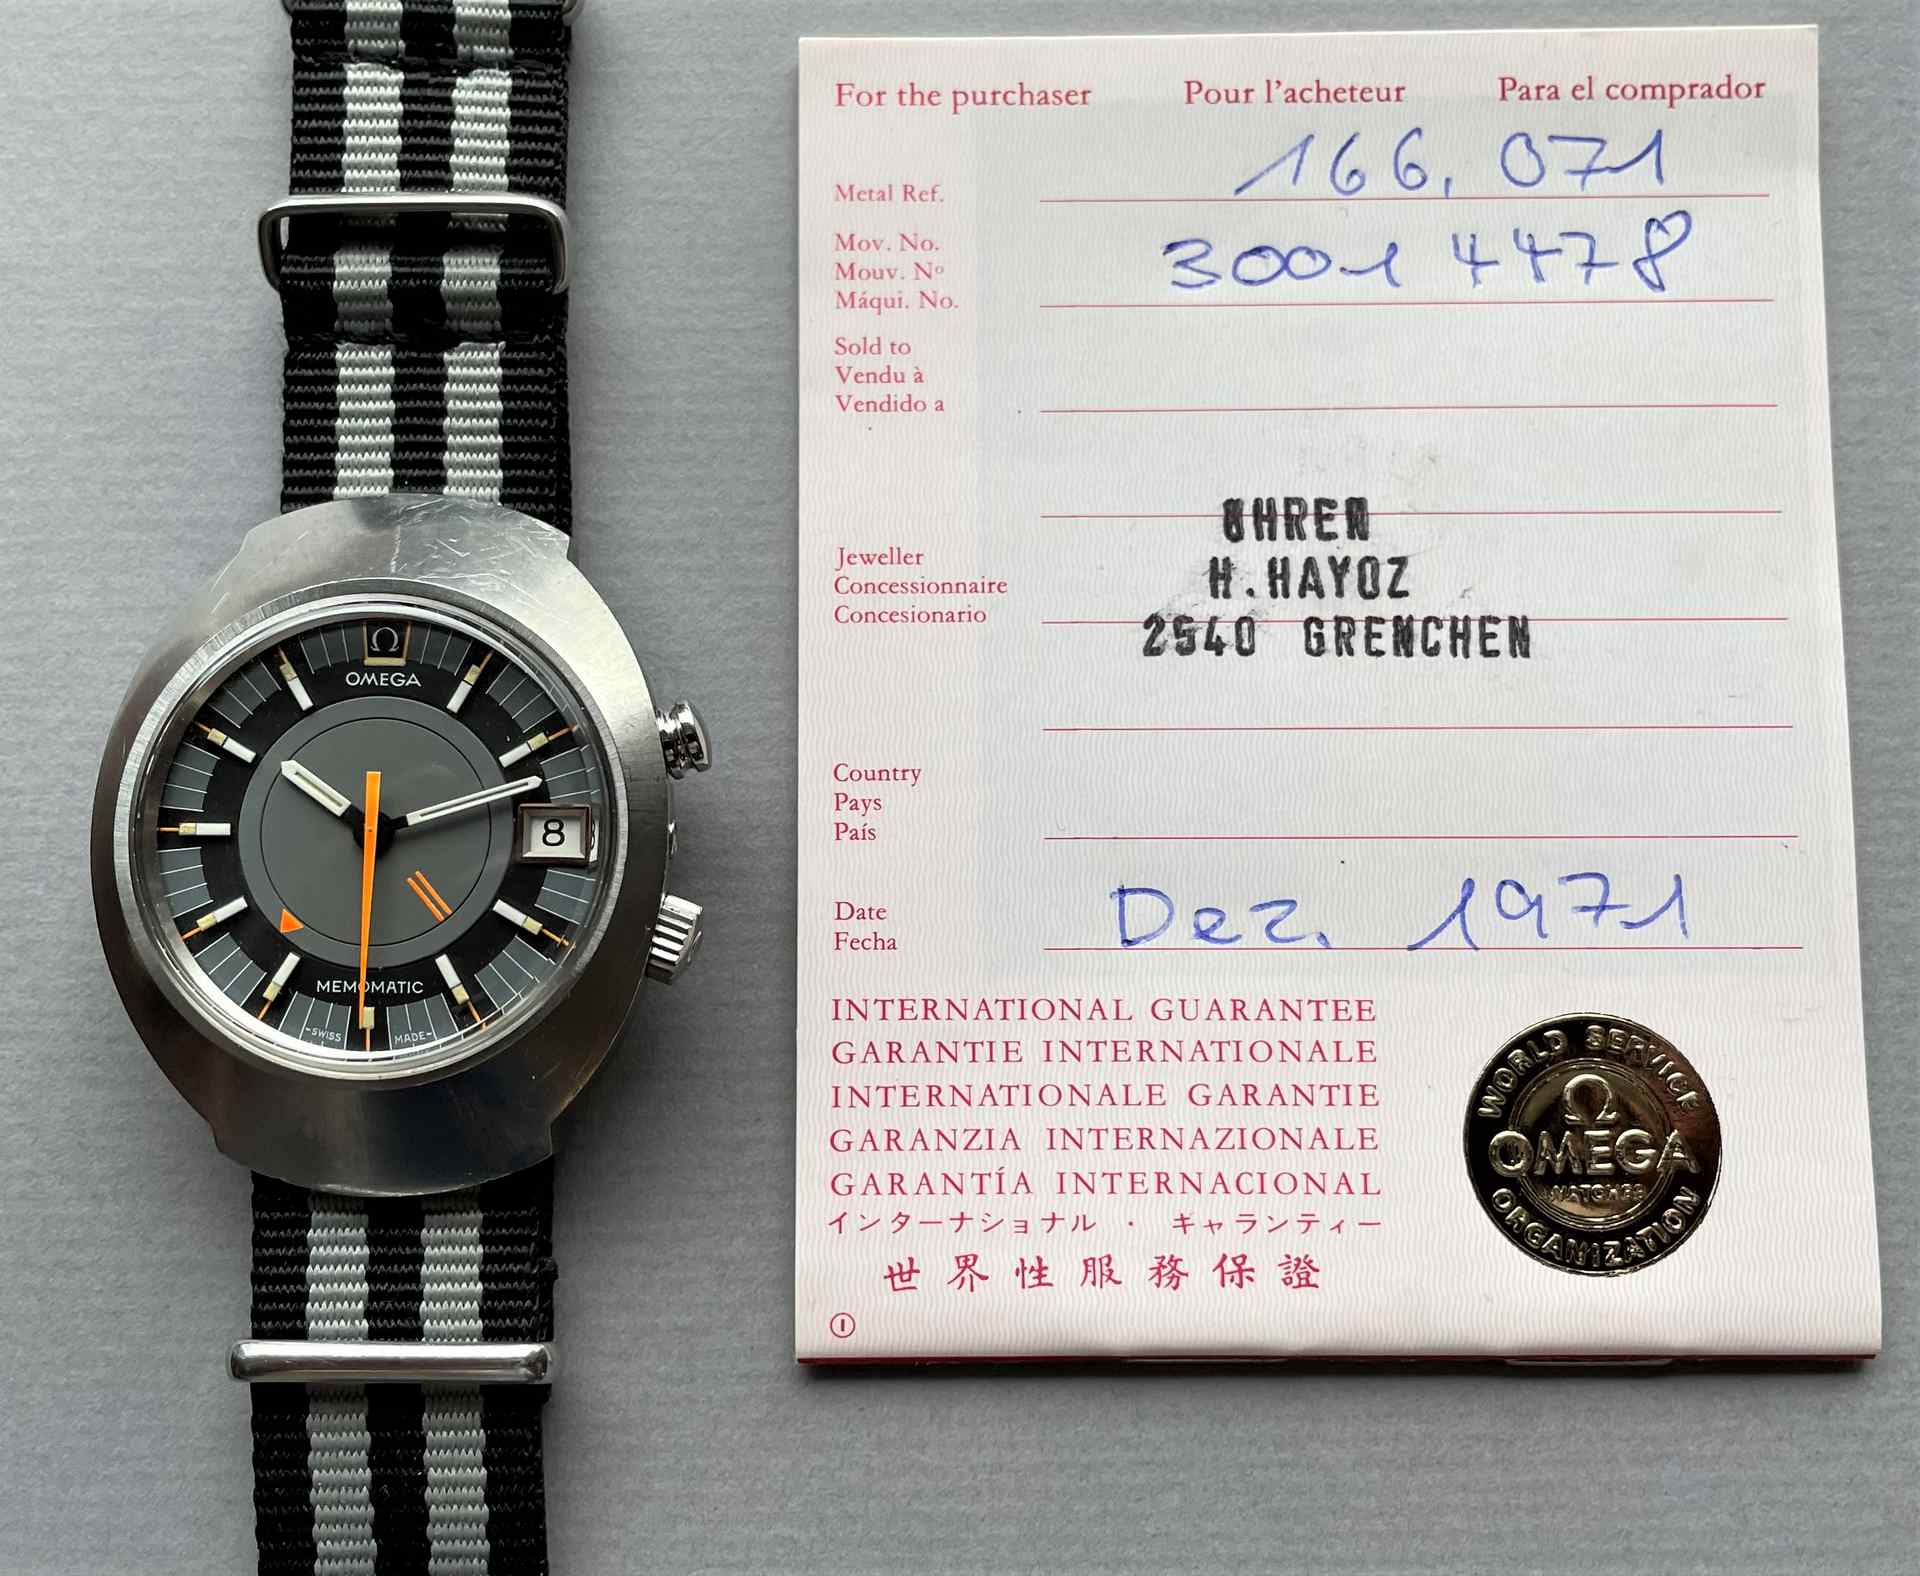 Ω
OMEGA
8
MEMOMATIC
-SWISS MADE-
For the purchaser Pour l'acheteur Para el comprador
Metal Ref. 166.071
Mov. No.
Mouv. Nº 30014478
Máqui. No.
Sold to
Vendu à
Vendido a
UHREN
Jeweller
Concessionnaire H.HAYOZ
Concesionario
2540 GRENCHEN
Country
Pays
País
Date Dez. 1971
Fecha
INTERNATIONAL GUARANTEE
GARANTIE INTERNATIONALE
INTERNATIONALE GARANTIE
GARANZIA INTERNAZIONALE
GARANTÍA INTERNACIONAL
インターナショナル · ギャランティー
世界性服務保證
1
WORLD SERVICE
Ω
OMEGA
WATCHES
ORGANIZATION